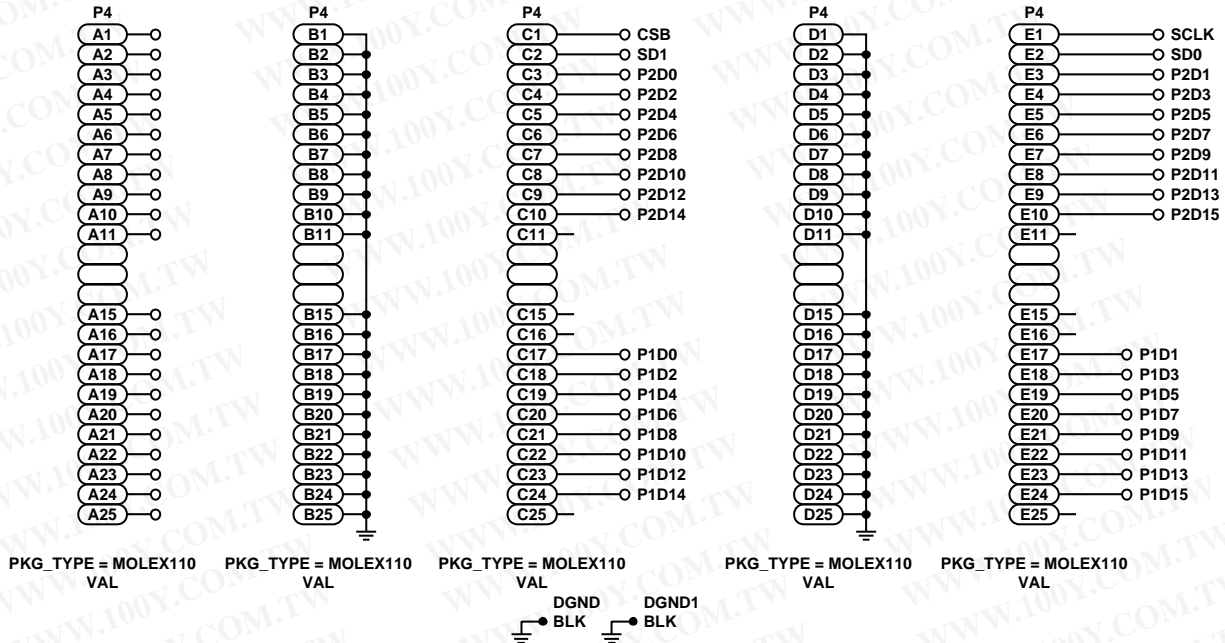 P4 P4 P4 P4 P4
A1 B1 C1 CSB D1 E1 SCLK
A2 B2 C2 SD1 D2 E2 SD0
A3 B3 C3 P2D0 D3 E3 P2D1
A4 B4 C4 P2D2 D4 E4 P2D3
A5 B5 C5 P2D4 D5 E5 P2D5
A6 B6 C6 P2D6 D6 E6 P2D7
A7 B7 C7 P2D8 D7 E7 P2D9
A8 B8 C8 P2D10 D8 E8 P2D11
A9 B9 C9 P2D12 D9 E9 P2D13
A10 B10 C10 P2D14 D10 E10 P2D15
A11 B11 C11 D11 E11
A15 B15 C15 D15 E15
A16 B16 C16 D16 E16
A17 B17 C17 P1D0 D17 E17 P1D1
A18 B18 C18 P1D2 D18 E18 P1D3
A19 B19 C19 P1D4 D19 E19 P1D5
A20 B20 C20 P1D6 D20 E20 P1D7
A21 B21 C21 P1D8 D21 E21 P1D9
A22 B22 C22 P1D10 D22 E22 P1D11
A23 B23 C23 P1D12 D23 E23 P1D13
A24 B24 C24 P1D14 D24 E24 P1D15
A25 B25 C25 D25 E25
PKG_TYPE = MOLEX110 PKG_TYPE = MOLEX110 PKG_TYPE = MOLEX110 PKG_TYPE = MOLEX110 PKG_TYPE = MOLEX110
VAL VAL VAL VAL VAL
DGND DGND1
BLK BLK
WWW.100Y.COM.TW